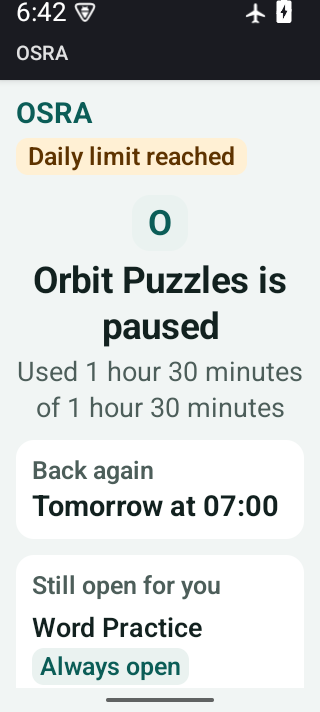 6:42
OSRA
OSRA
Daily limit reached
O
Orbit Puzzles is
paused
Used 1 hour 30 minutes
of 1 hour 30 minutes
Back again
Tomorrow at 07:00
Still open for you
Word Practice
Always open